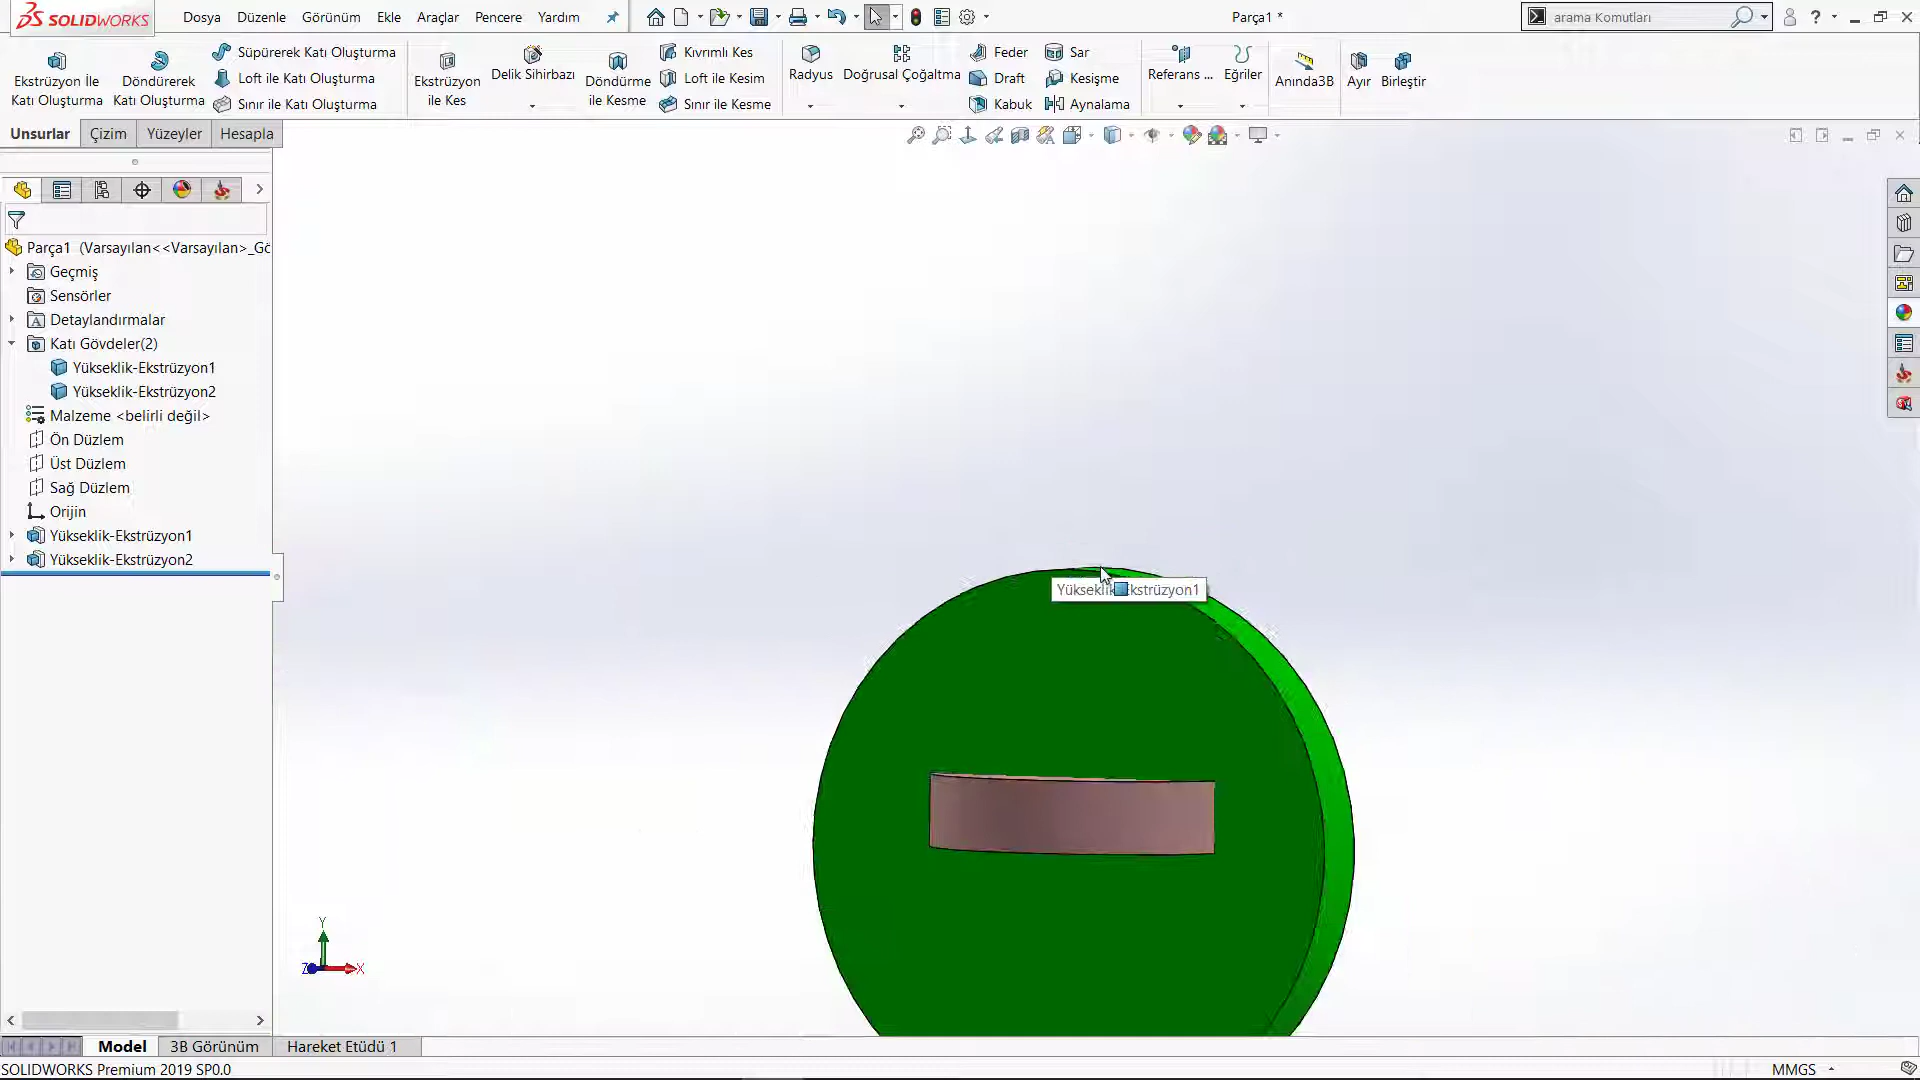 SOLIDWORKS
Dosya Düzenle Görünüm Ekle Araçlar Pencere Yardım
Parça1 *
arama Komutları
Ekstrüzyon İle
Katı Oluşturma
Döndürerek
Katı Oluşturma
Süpürerek Katı Oluşturma
Loft ile Katı Oluşturma
Sınır ile Katı Oluşturma
Ekstrüzyon
ile Kes
Delik Sihirbazı
Döndürme
ile Kesme
Kıvrımlı Kes
Loft ile Kesim
Sınır ile Kesme
Radyus
Doğrusal Çoğaltma
Feder
Draft
Kabuk
Sar
Kesişme
Aynalama
Referans ...
Eğriler
Anında3B
Ayır
Birleştir
Unsurlar Çizim Yüzeyler Hesapla
Parça1 (Varsayılan<<Varsayılan>_Gö
Geçmiş
Sensörler
Detaylandırmalar
Katı Gövdeler(2)
Yükseklik-Ekstrüzyon1
Yükseklik-Ekstrüzyon2
Malzeme <belirli değil>
Ön Düzlem
Üst Düzlem
Sağ Düzlem
Orijin
Yükseklik-Ekstrüzyon1
Yükseklik-Ekstrüzyon2
Y
Z X
Model 3B Görünüm Hareket Etüdü 1
SOLIDWORKS Premium 2019 SP0.0
MMGS